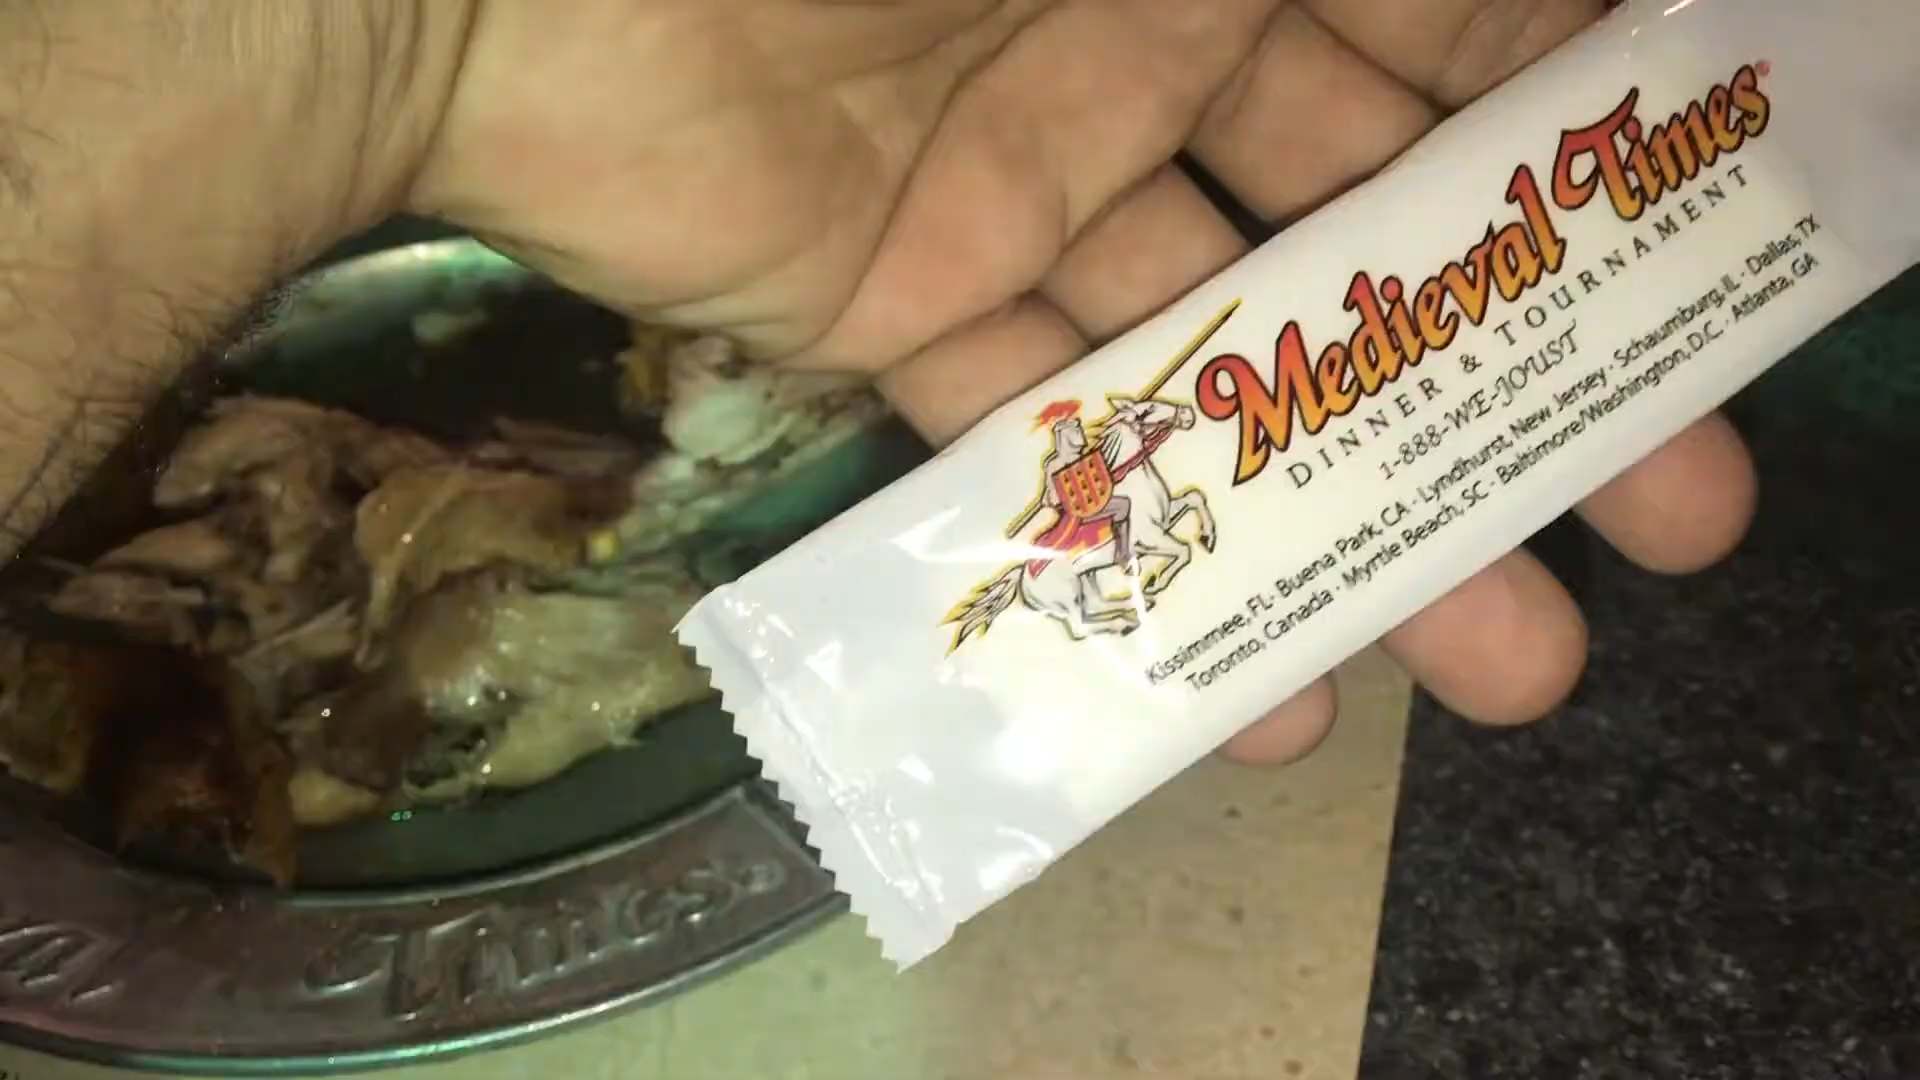 Medieval Times®
DINNER & TOURNAMENT
1-888-WE-JOUST
Kissimmee, FL · Buena Park, CA · Lyndhurst, New Jersey · Schaumburg, IL · Dallas, TX
Toronto, Canada · Myrtle Beach, SC · Baltimore/Washington, D.C. · Atlanta, GA
Times